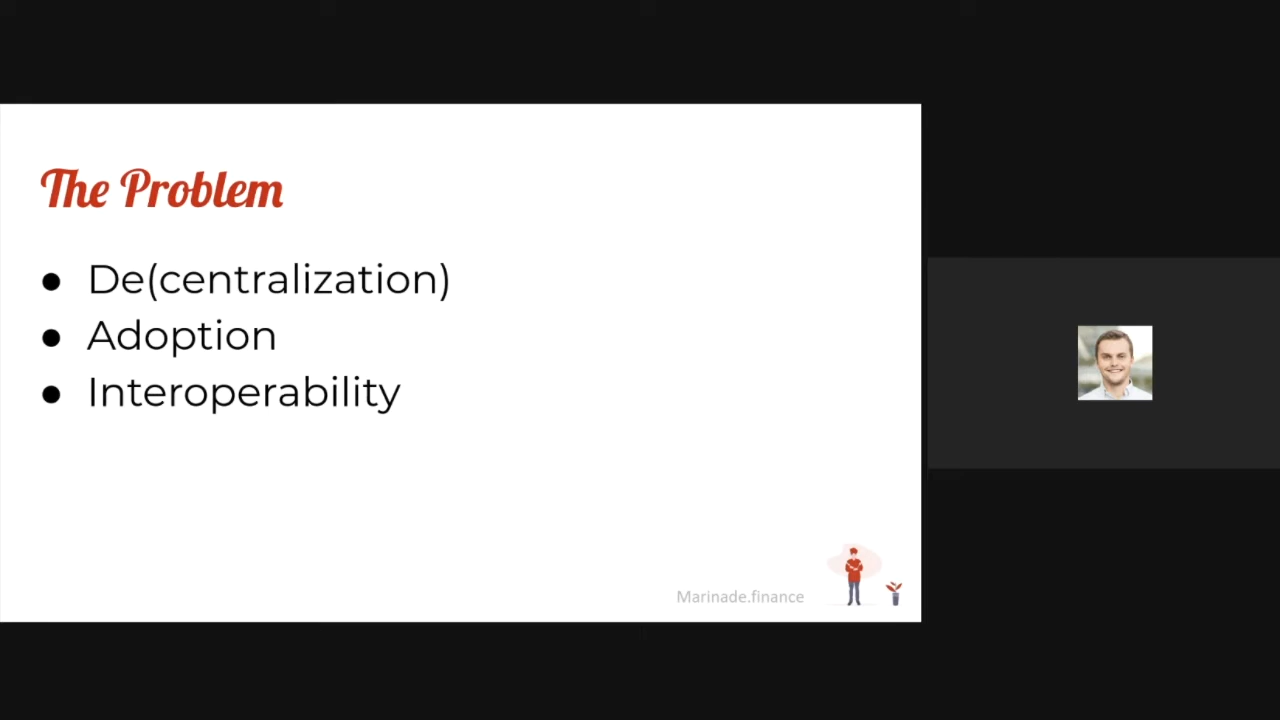 The Problem
● De(centralization)
● Adoption
● Interoperability
Marinade.finance